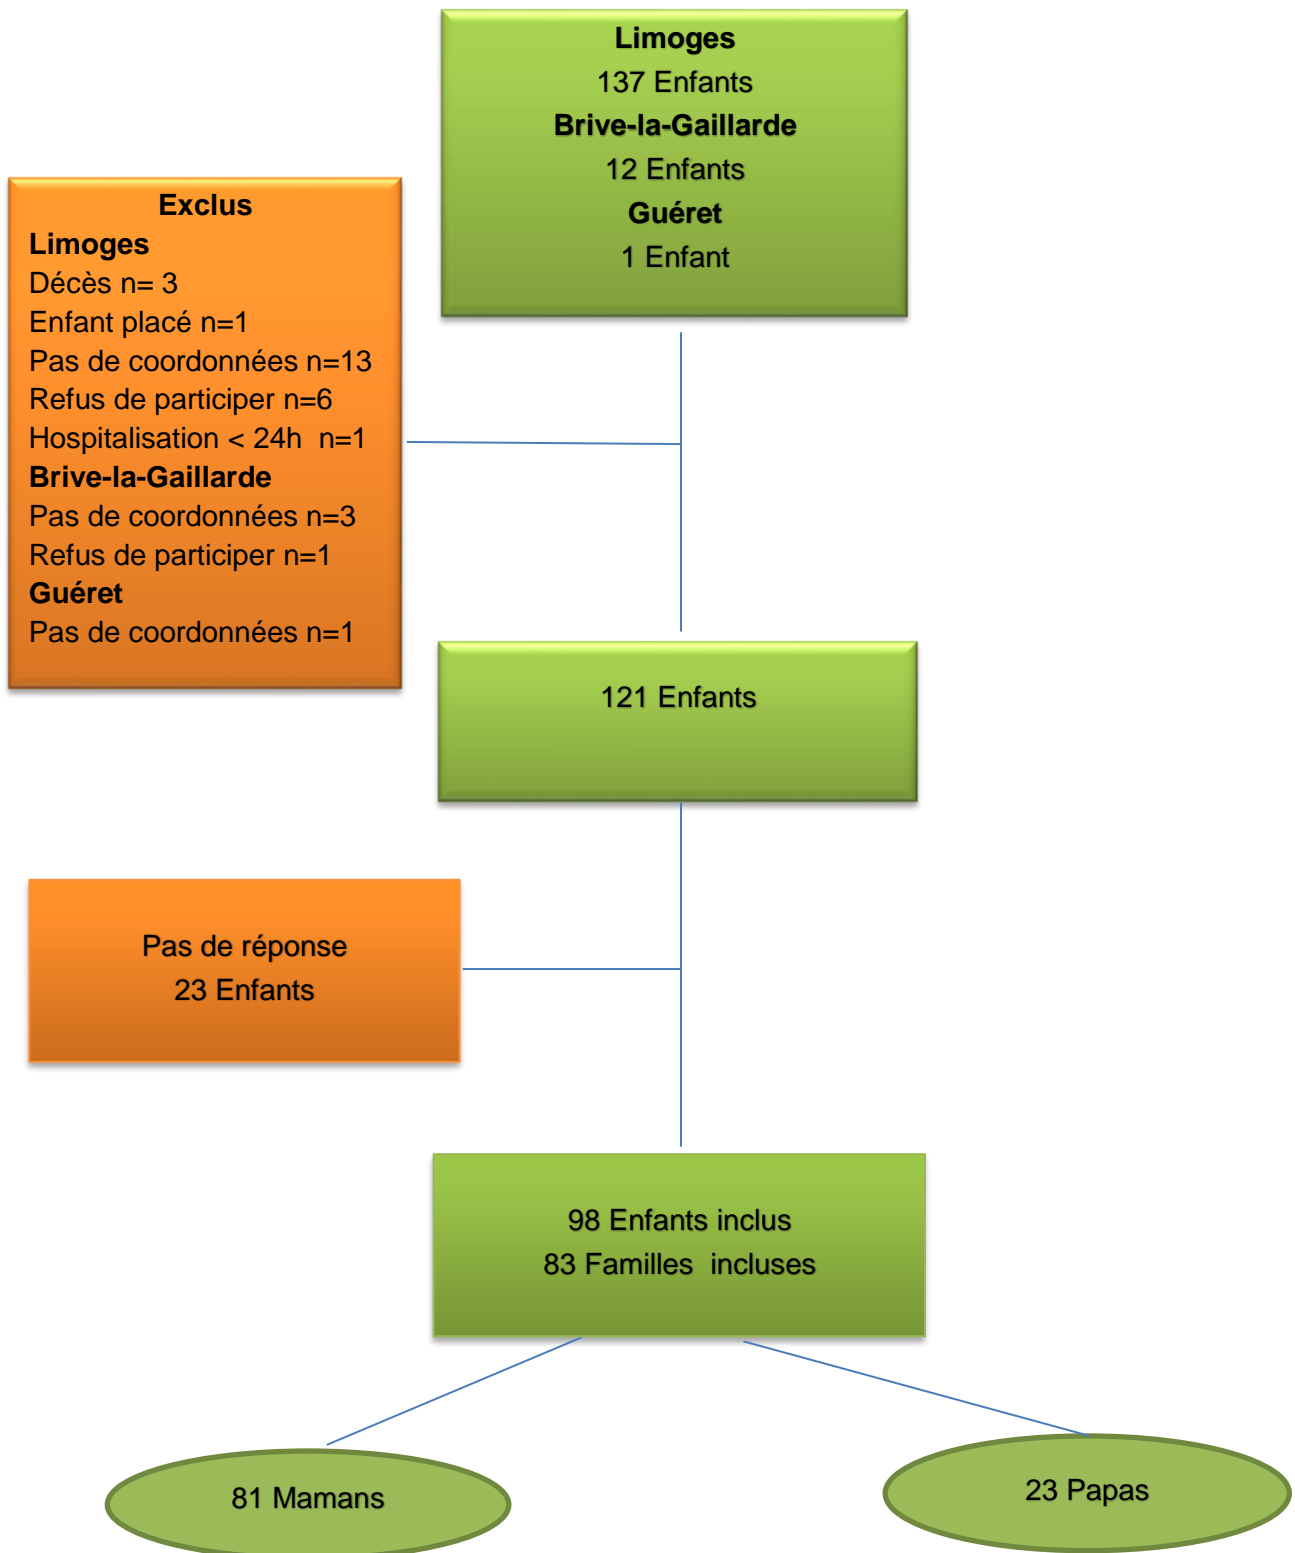 Limoges
137 Enfants
Brive-la-Gaillarde
12 Enfants
Guéret
1 Enfant
Exclus
Limoges
Décès n= 3
Enfant placé n=1
Pas de coordonnées n=13
Refus de participer n=6
Hospitalisation < 24h  n=1
Brive-la-Gaillarde
Pas de coordonnées n=3
Refus de participer n=1
Guéret
Pas de coordonnées n=1
121 Enfants
Pas de réponse
23 Enfants
98 Enfants inclus
83 Familles  incluses
81 Mamans
23 Papas